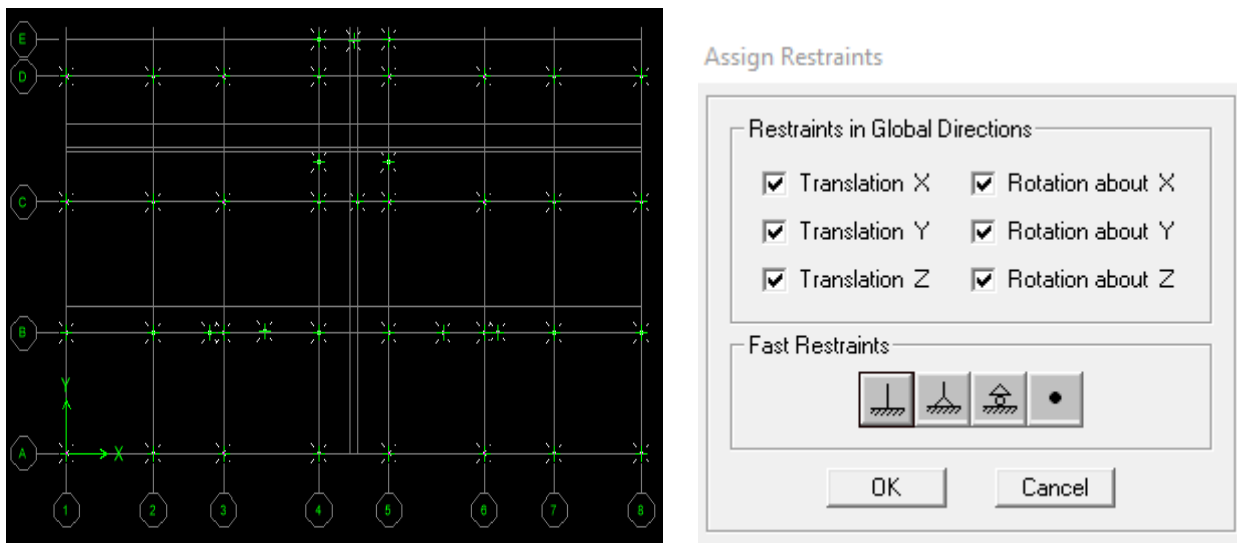 E
D
C
B
Y
A
X
1 2 3 4 5 6 7 8
Assign Restraints
Restraints in Global Directions
Translation X Rotation about X
Translation Y Rotation about Y
Translation Z Rotation about Z
Fast Restraints
OK Cancel